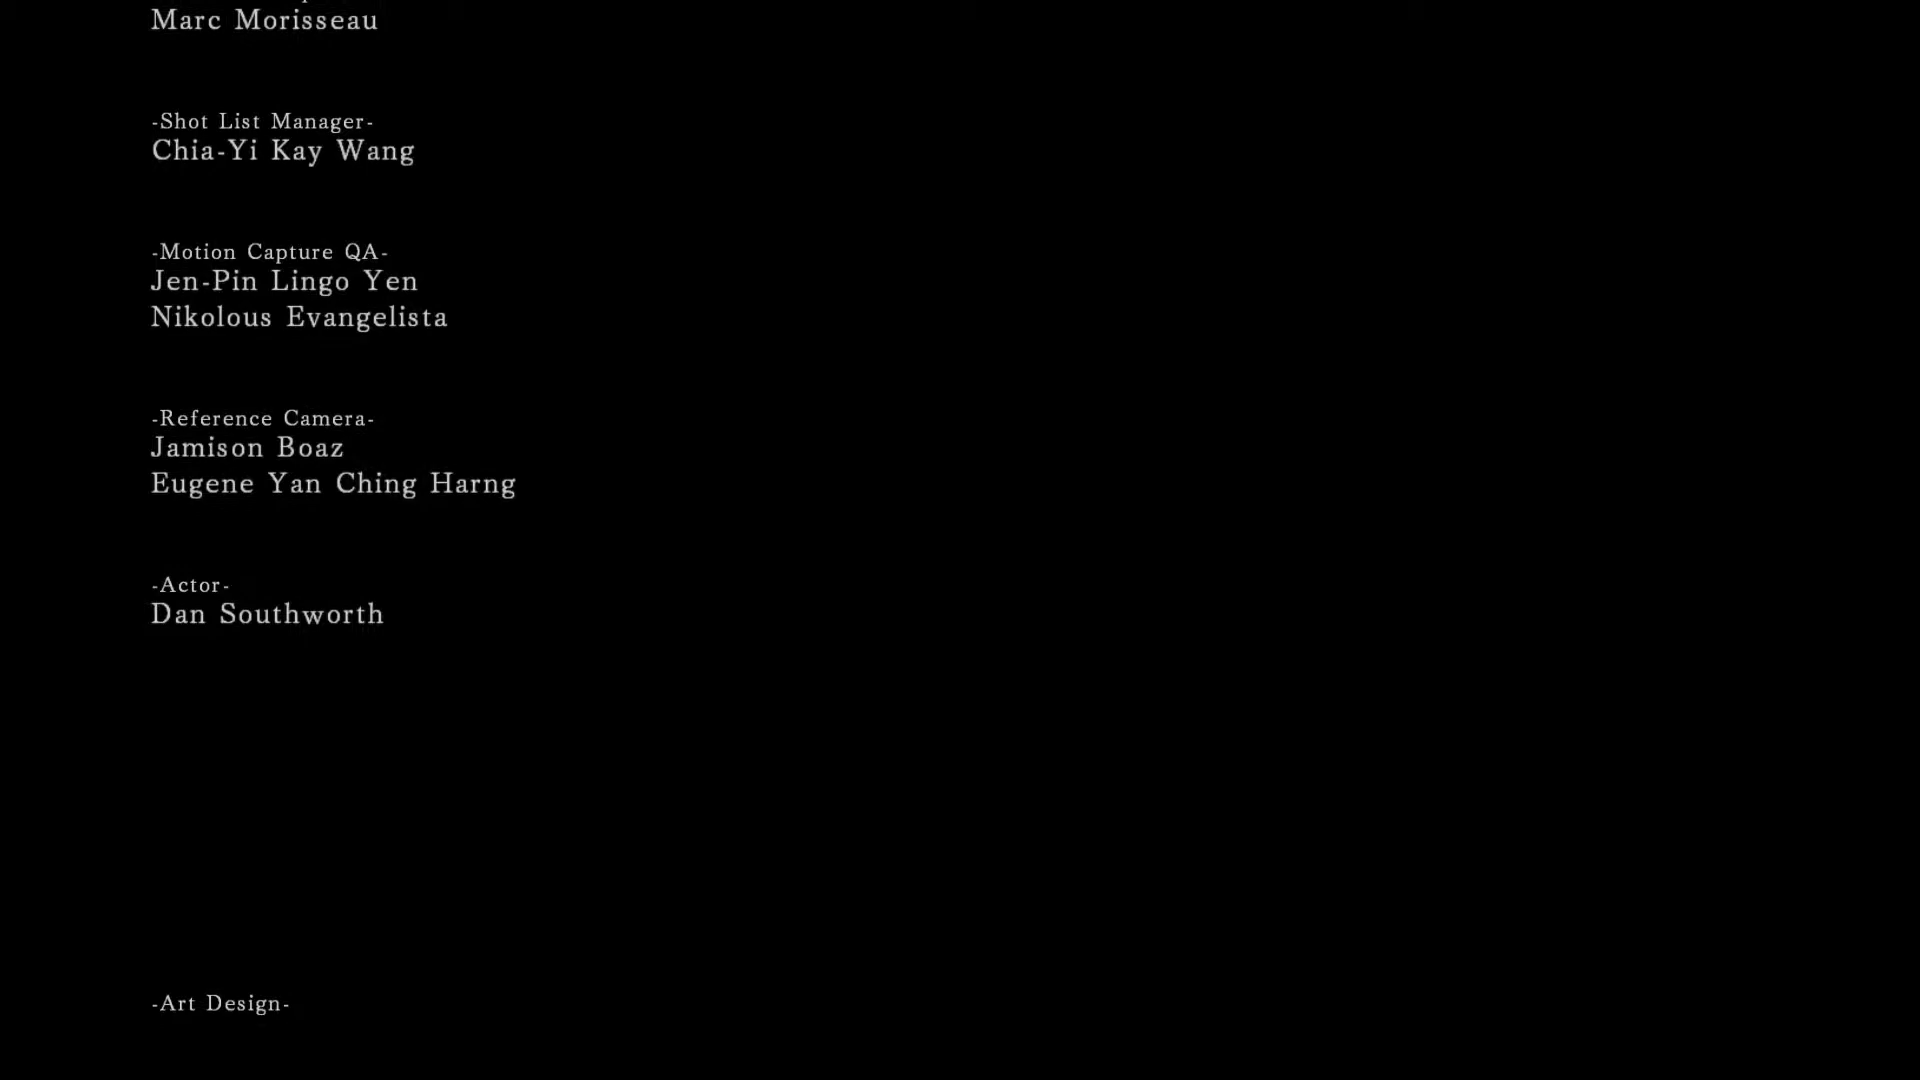 Marc Morisseau
-Shot List Manager-
Chia-Yi Kay Wang
-Motion Capture QA-
Jen-Pin Lingo Yen
Nikolous Evangelista
-Reference Camera-
Jamison Boaz
Eugene Yan Ching Harng
-Actor-
Dan Southworth
-Art Design-